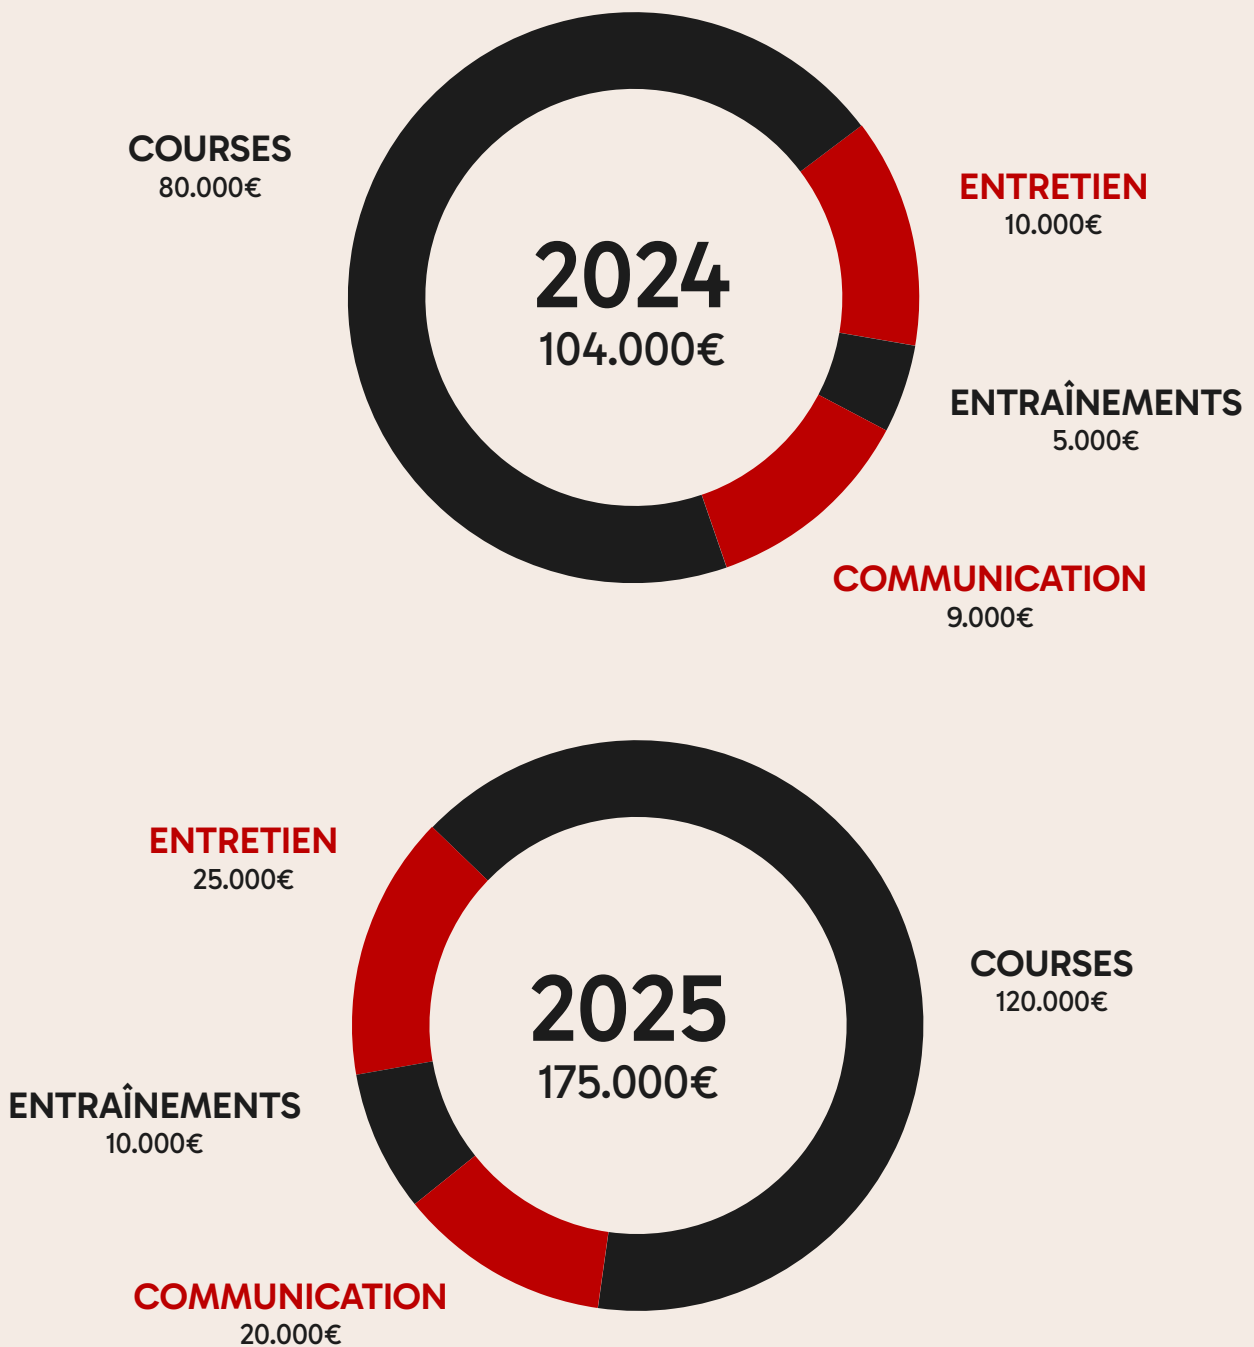 COURSES
80.000€
ENTRETIEN
10.000€
2024
104.000€
ENTRAÎNEMENTS
5.000€
COMMUNICATION
9.000€
ENTRETIEN
25.000€
COURSES
120.000€
2025
175.000€
ENTRAÎNEMENTS
10.000€
COMMUNICATION
20.000€